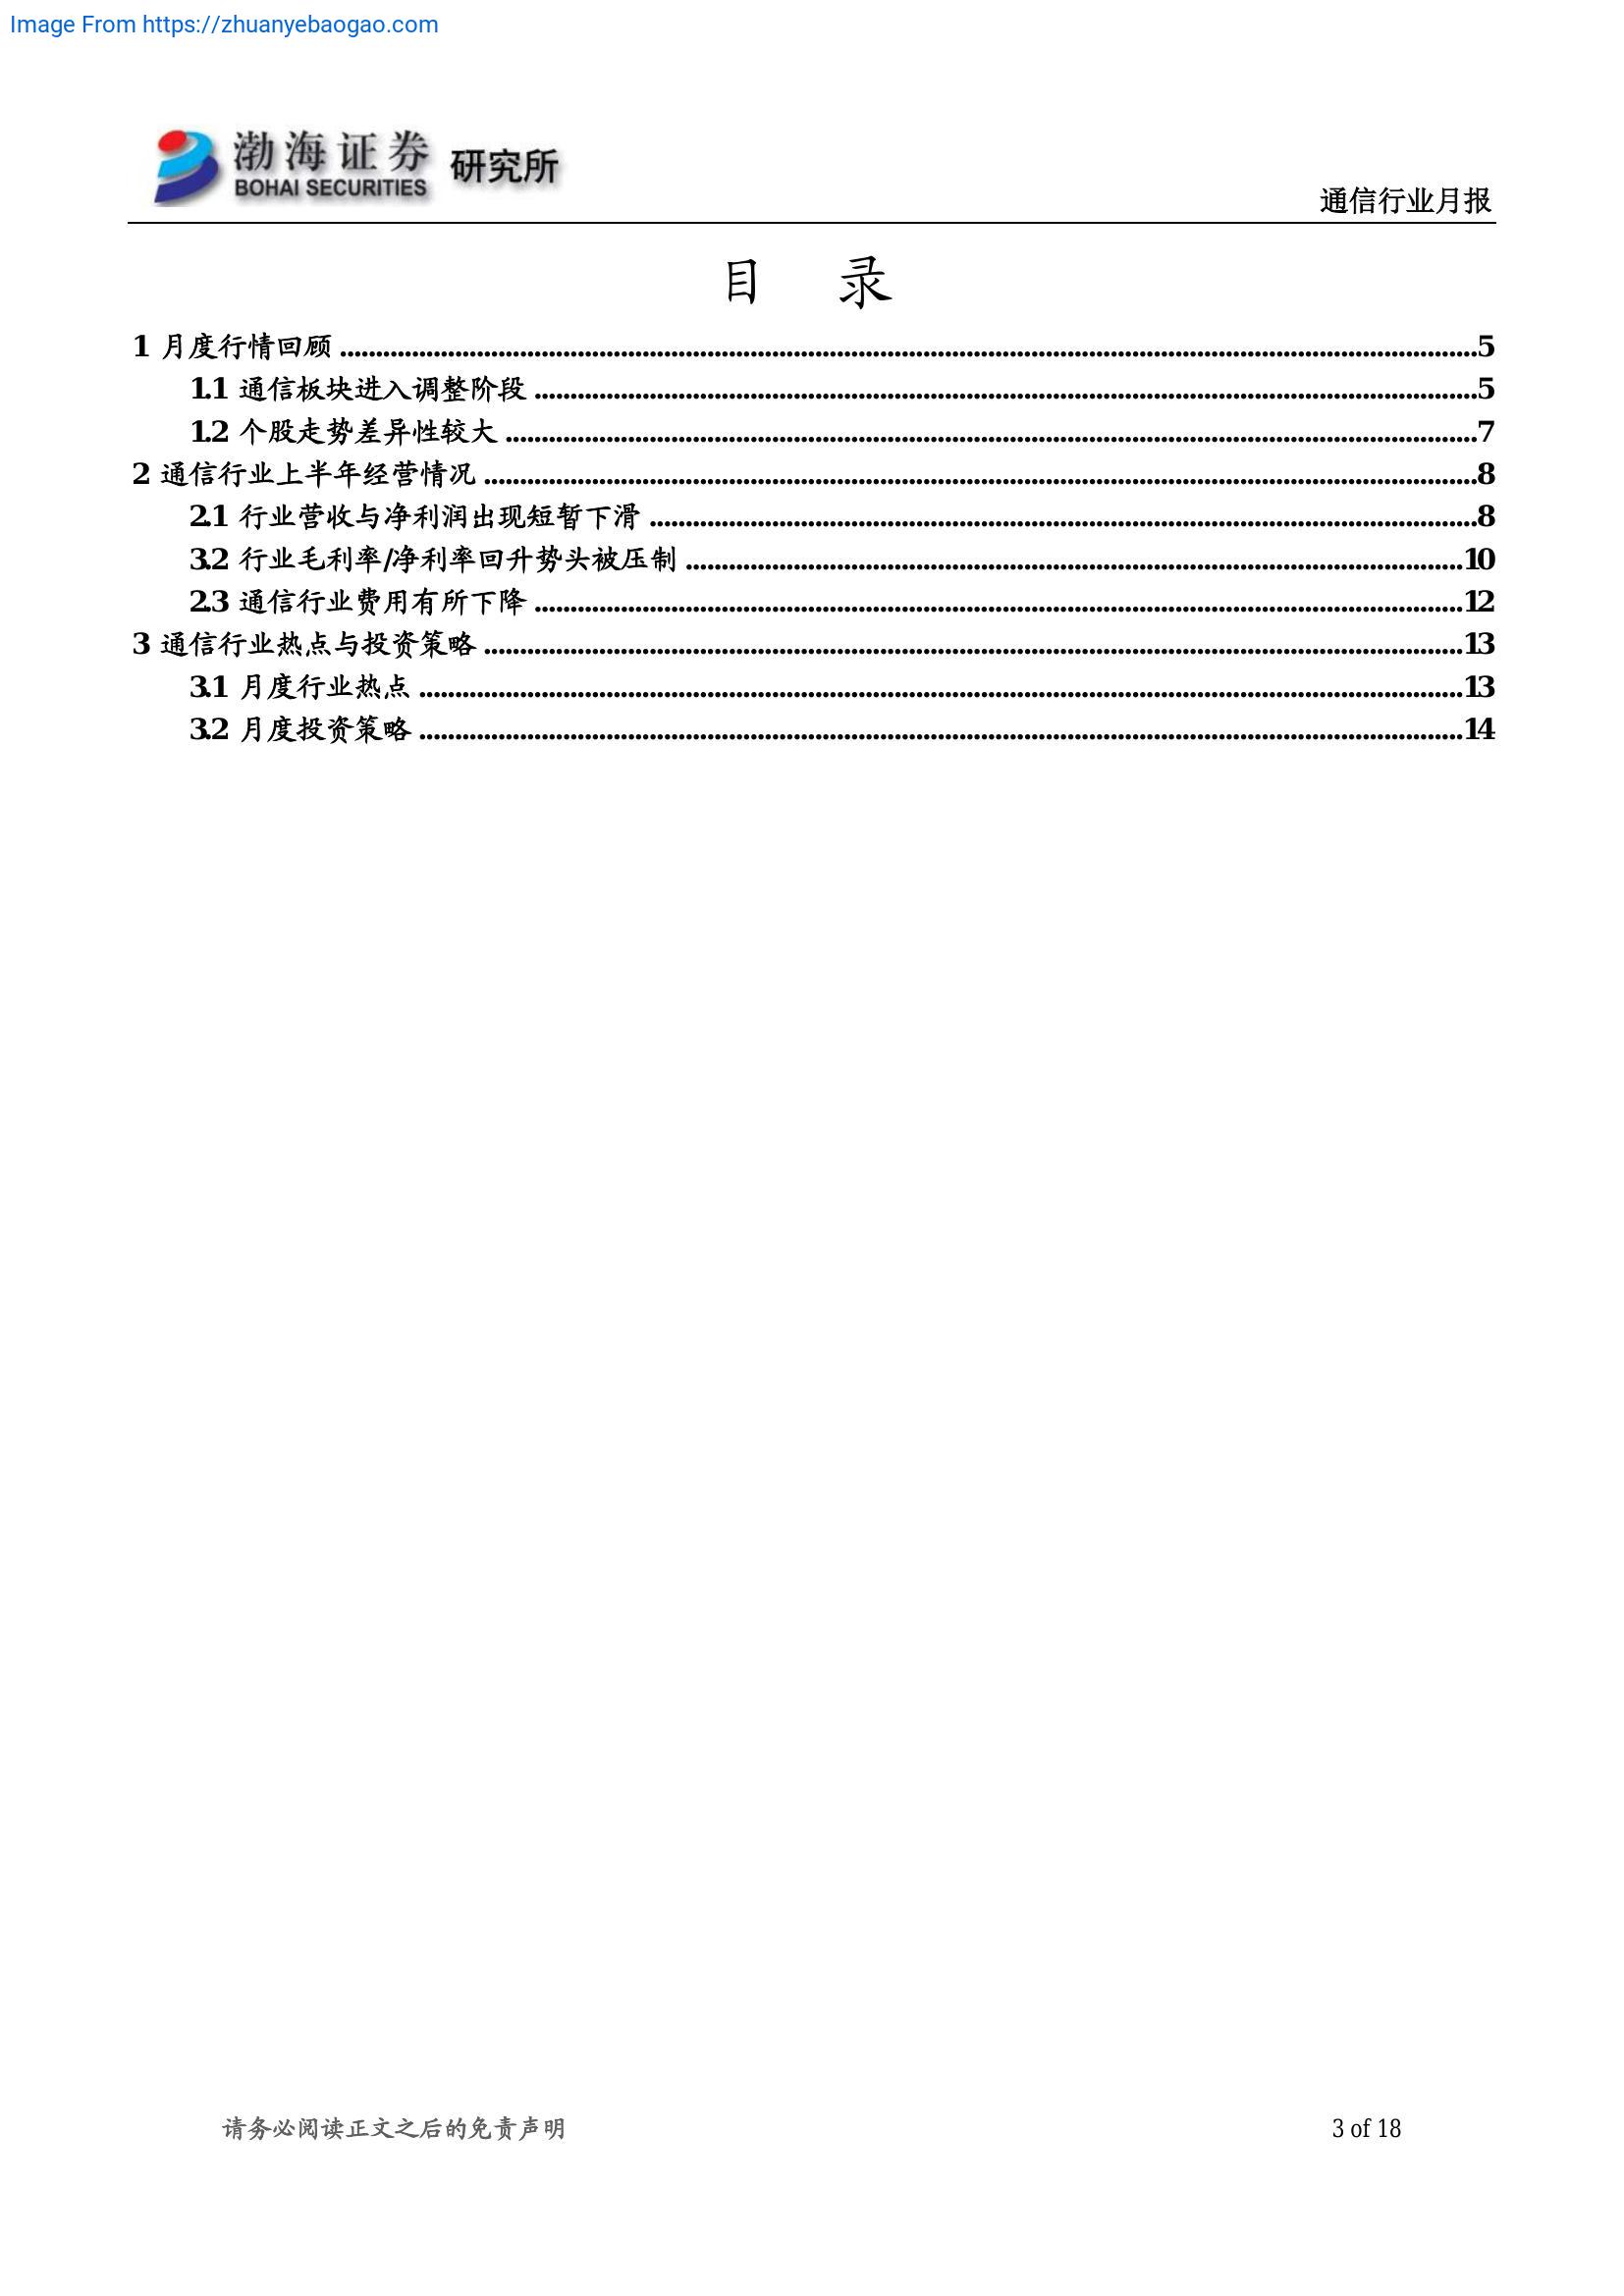 Image From https://zhuanyebaogao.com
渤海证券 研究所
BOHAI SECURITIES
通信行业月报
目 录
1 月度行情回顾 ........ 5
1.1 通信板块进入调整阶段 ........ 5
1.2 个股走势差异性较大 ........ 7
2 通信行业上半年经营情况 ........ 8
2.1 行业营收与净利润出现短暂下滑 ........ 8
3.2 行业毛利率/净利率回升势头被压制 ........ 10
2.3 通信行业费用有所下降 ........ 12
3 通信行业热点与投资策略 ........ 13
3.1 月度行业热点 ........ 13
3.2 月度投资策略 ........ 14
请务必阅读正文之后的免责声明 3 of 18